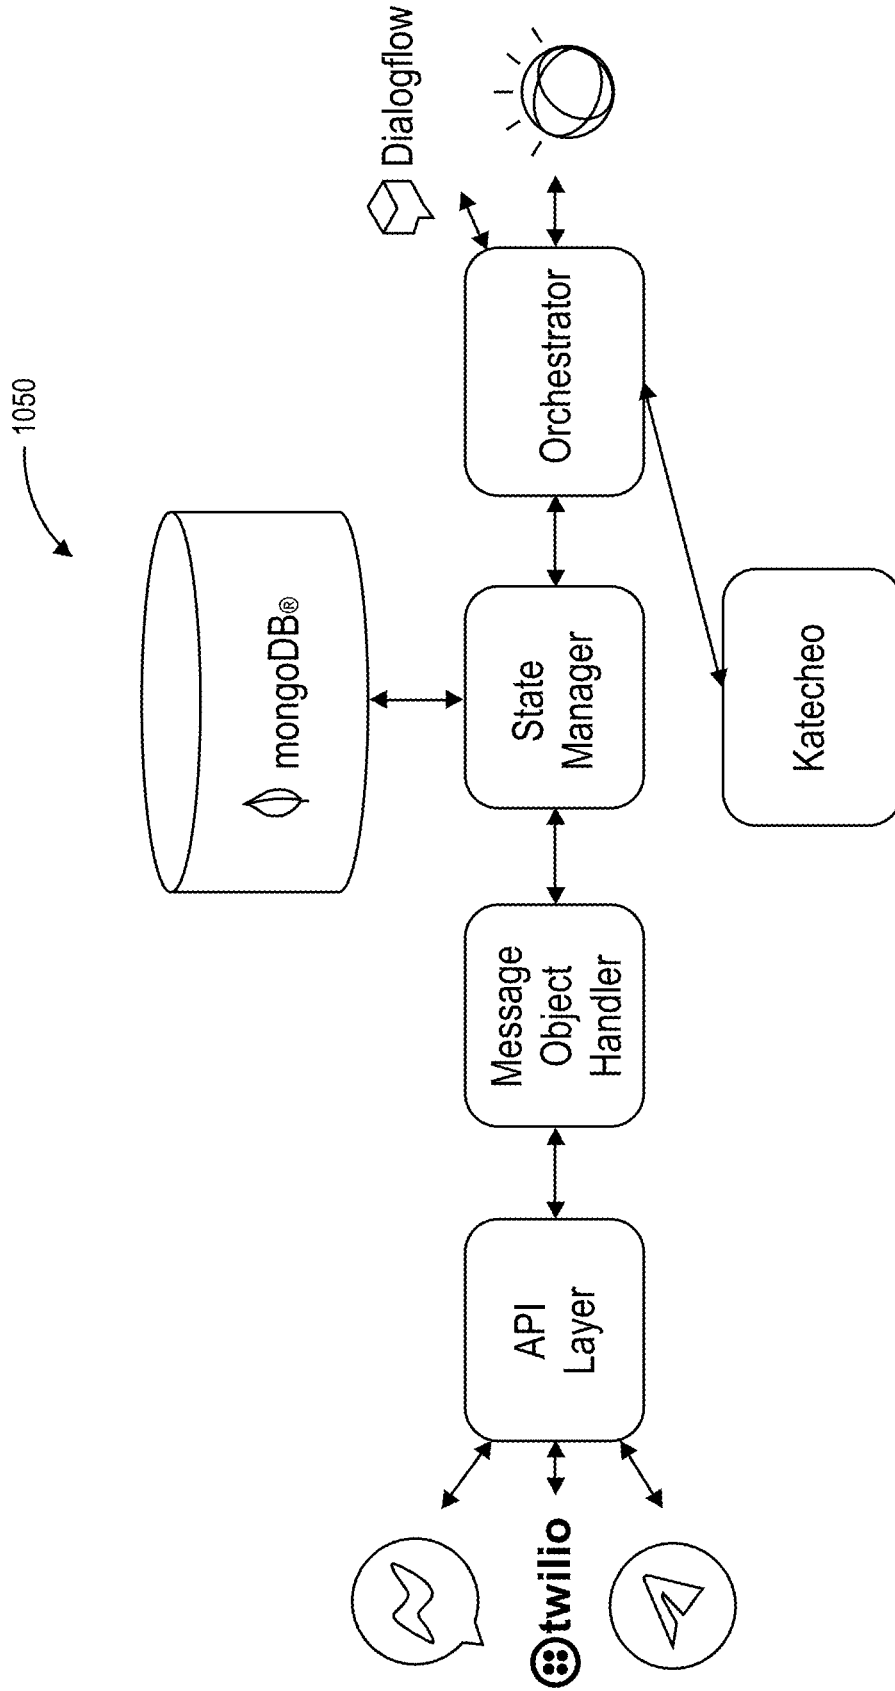 1050
mongoDB®
Dialogflow
twilio
API
Layer
Message
Object
Handler
State
Manager
Orchestrator
Katecheo